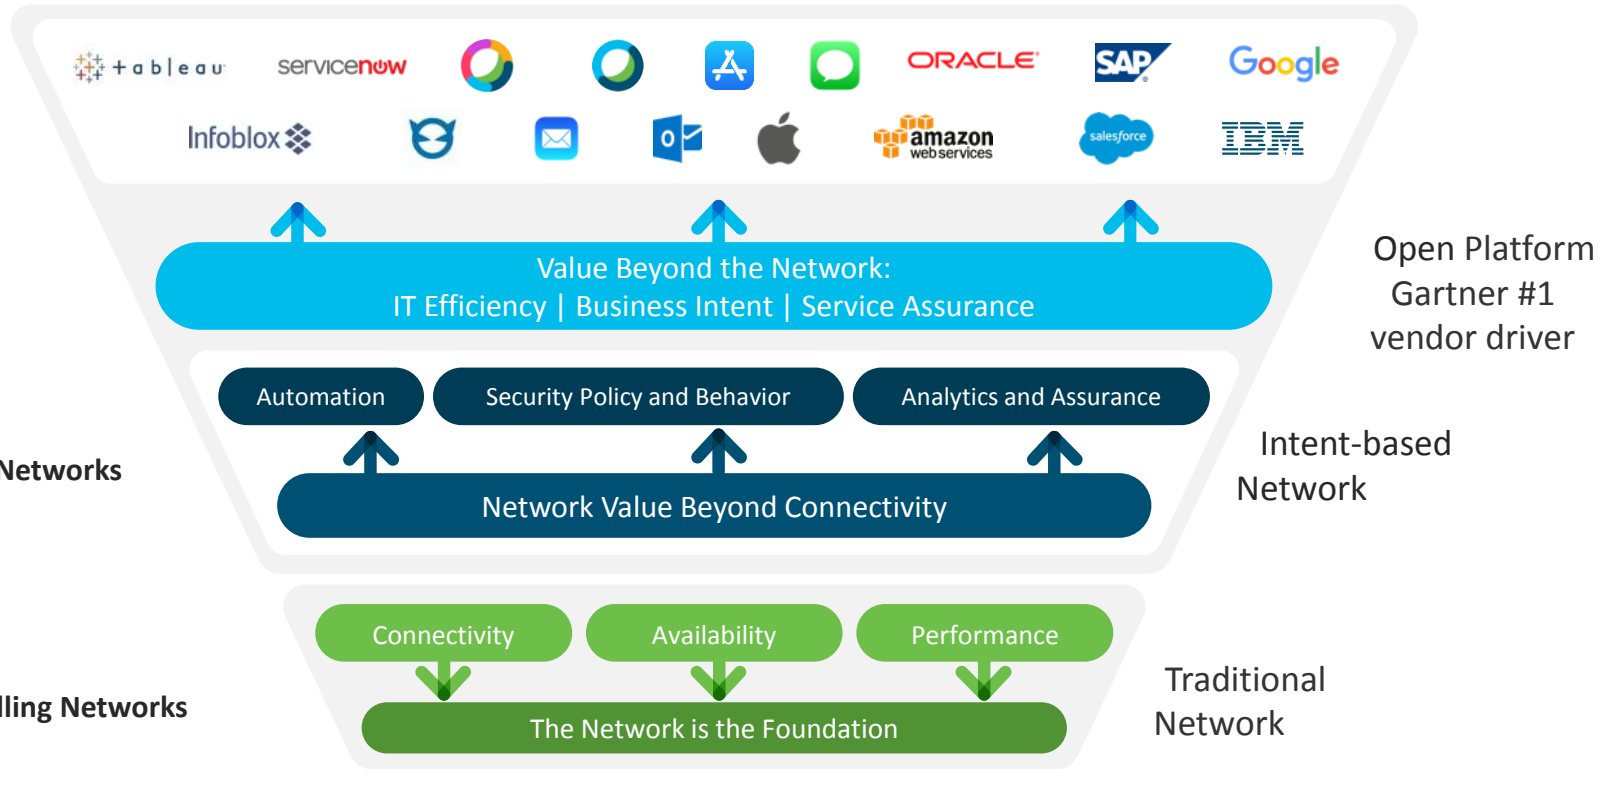 + a b | e a u
servicenow
ORACLE
SAP
Google
Infoblox
amazon
webservices
salesforce
IBM
Value Beyond the Network:
IT Efficiency | Business Intent | Service Assurance
Open Platform
Gartner #1
vendor driver
Automation
Security Policy and Behavior
Analytics and Assurance
Networks
Network Value Beyond Connectivity
Intent-based
Network
Connectivity
Availability
Performance
lling Networks
The Network is the Foundation
Traditional
Network